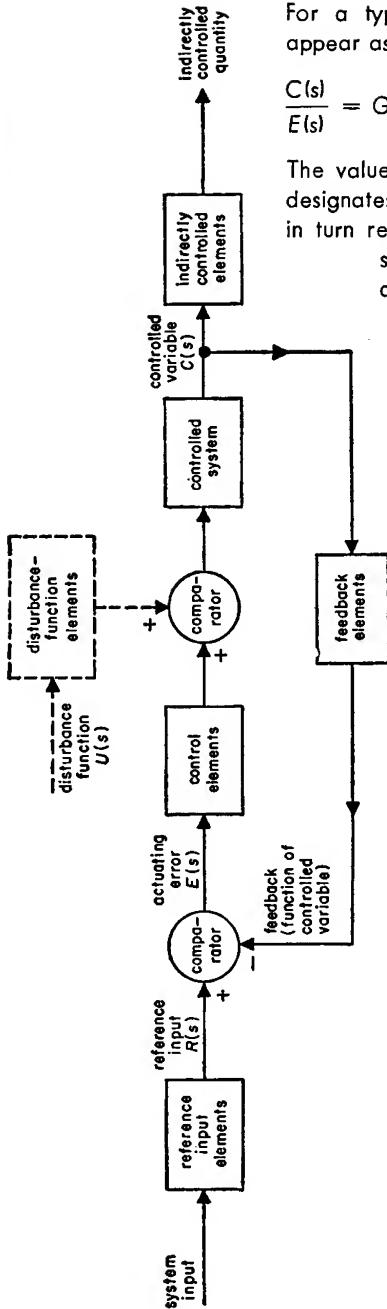 For a typ
appear as
C(s)
E(s)
= G
The value
designate:
in turn re
s
a
system input
reference
input
elements
reference
input
R(s)
+
compa-
rator
-
actuating
error
E(s)
control
elements
+
compa-
rator
+
disturbance
function
U(s)
disturbance-
function
elements
controlled
system
controlled
variable
C(s)
indirectly
controlled
elements
indirectly
controlled
quantity
feedback
elements
feedback
(function of
controlled
variable)